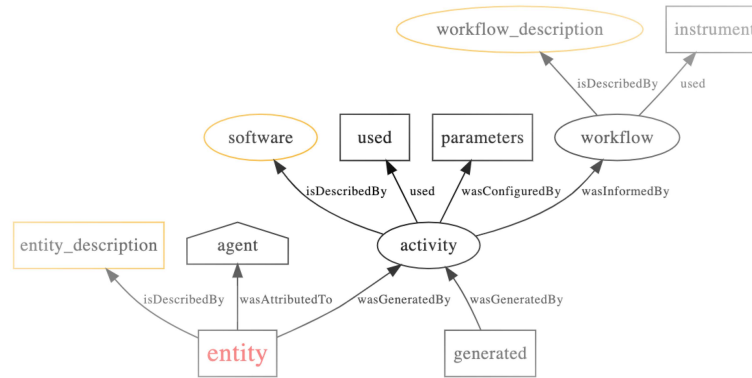 workflow_description
instrument
isDescribedBy
used
software
used
parameters
workflow
isDescribedBy
used
wasConfiguredBy
wasInformedBy
entity_description
agent
activity
isDescribedBy
wasAttributedTo
wasGeneratedBy
wasGeneratedBy
entity
generated